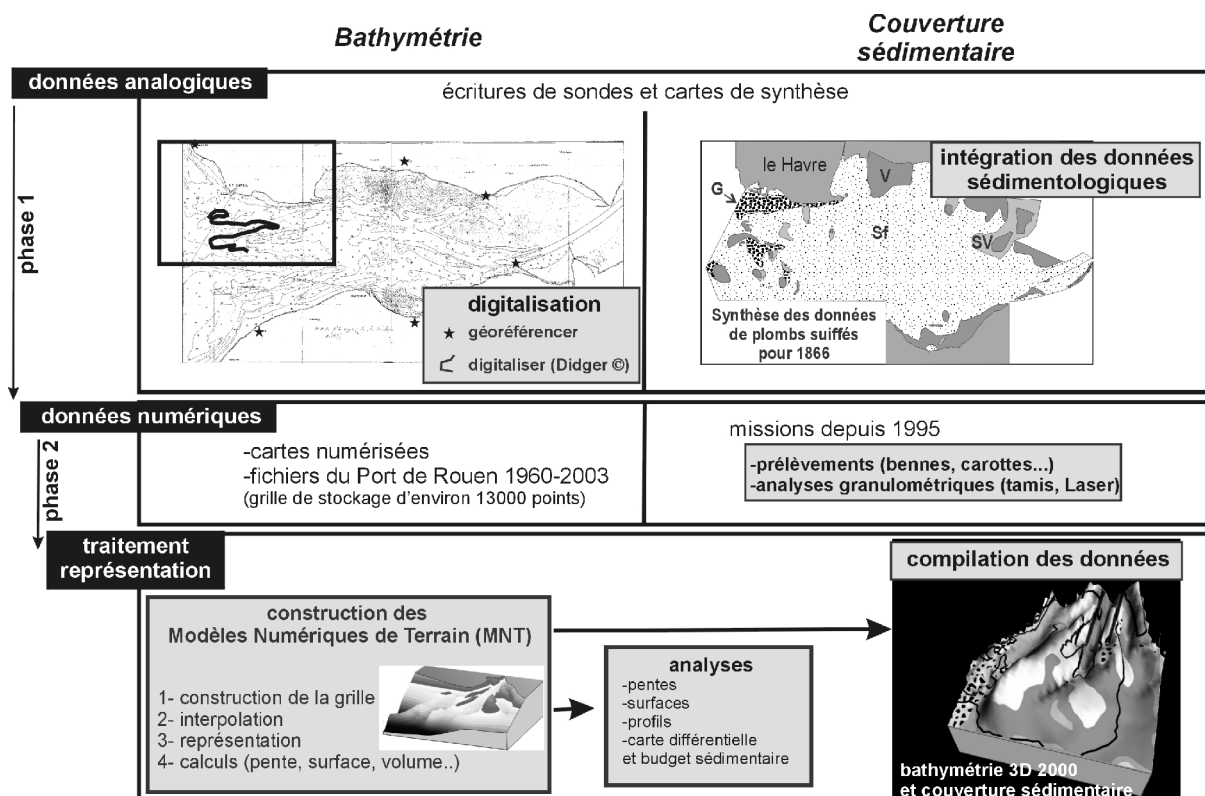 Bathymétrie
Couverture
sédimentaire
données analogiques
écritures de sondes et cartes de synthèse
phase 1
digitalisation
géoréférencer
digitaliser (Didger ©)
le Havre
V
G
Sf
SV
intégration des données
sédimentologiques
Synthèse des données
de plombs suiffés
pour 1866
données numériques
phase 2
-cartes numérisées
-fichiers du Port de Rouen 1960-2003
(grille de stockage d'environ 13000 points)
missions depuis 1995
-prélèvements (bennes, carottes...)
-analyses granulométriques (tamis, Laser)
traitement
représentation
construction des
Modèles Numériques de Terrain (MNT)
1- construction de la grille
2- interpolation
3- représentation
4- calculs (pente, surface, volume..)
analyses
-pentes
-surfaces
-profils
-carte différentielle
et budget sédimentaire
compilation des données
bathymétrie 3D 2000
et couverture sédimentaire